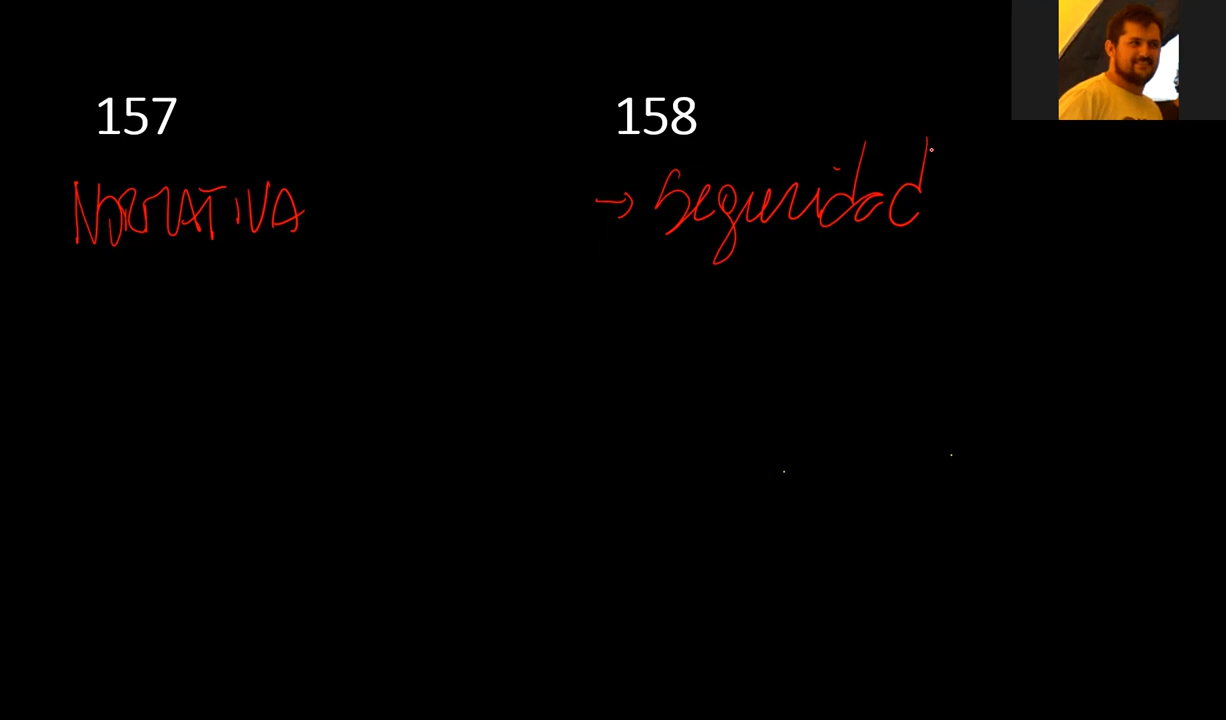 157
NORMATIVA
158
→ Seguridad